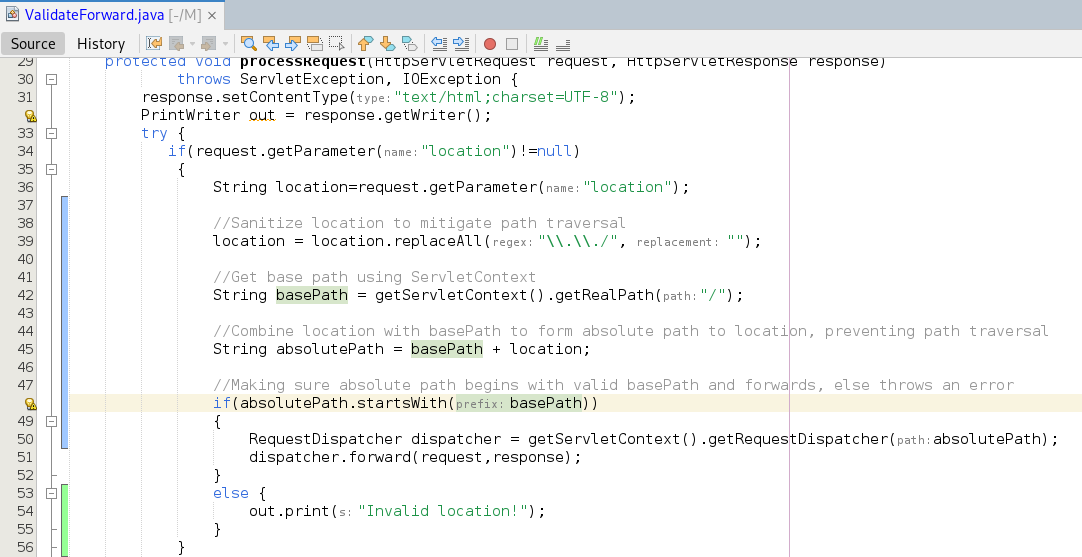 ValidateForward.java [-/M] ×
Source History
29 protected void processRequest(HttpServletRequest request, HttpServletResponse response)
30 throws ServletException, IOException {
31 response.setContentType(type:"text/html;charset=UTF-8");
PrintWriter out = response.getWriter();
33 try {
34 if(request.getParameter(name:"location")!=null)
35 {
36 String location=request.getParameter(name:"location");
37
38 //Sanitize location to mitigate path traversal
39 location = location.replaceAll(regex:"\\.\\./", replacement: "");
40
41 //Get base path using ServletContext
42 String basePath = getServletContext().getRealPath(path:"/");
43
44 //Combine location with basePath to form absolute path to location, preventing path traversal
45 String absolutePath = basePath + location;
46
47 //Making sure absolute path begins with valid basePath and forwards, else throws an error
if(absolutePath.startsWith(prefix:basePath))
49 {
50 RequestDispatcher dispatcher = getServletContext().getRequestDispatcher(path:absolutePath);
51 dispatcher.forward(request,response);
52 }
53 else {
54 out.print(s:"Invalid location!");
55 }
56 }